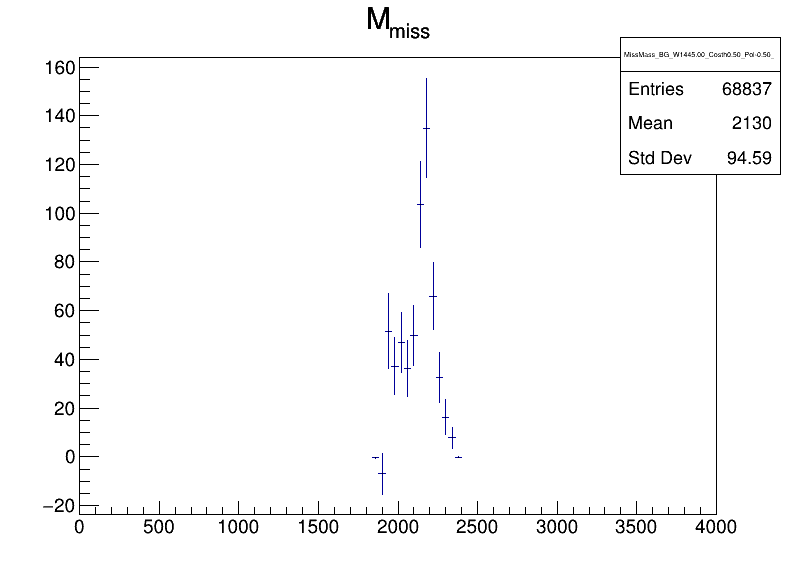 M_miss
MissMass_BG_W1445.00_Costh0.50_Pol-0.50_
Entries 68837
Mean 2130
Std Dev 94.59
160
140
120
100
80
60
40
20
0
−20
0 500 1000 1500 2000 2500 3000 3500 4000